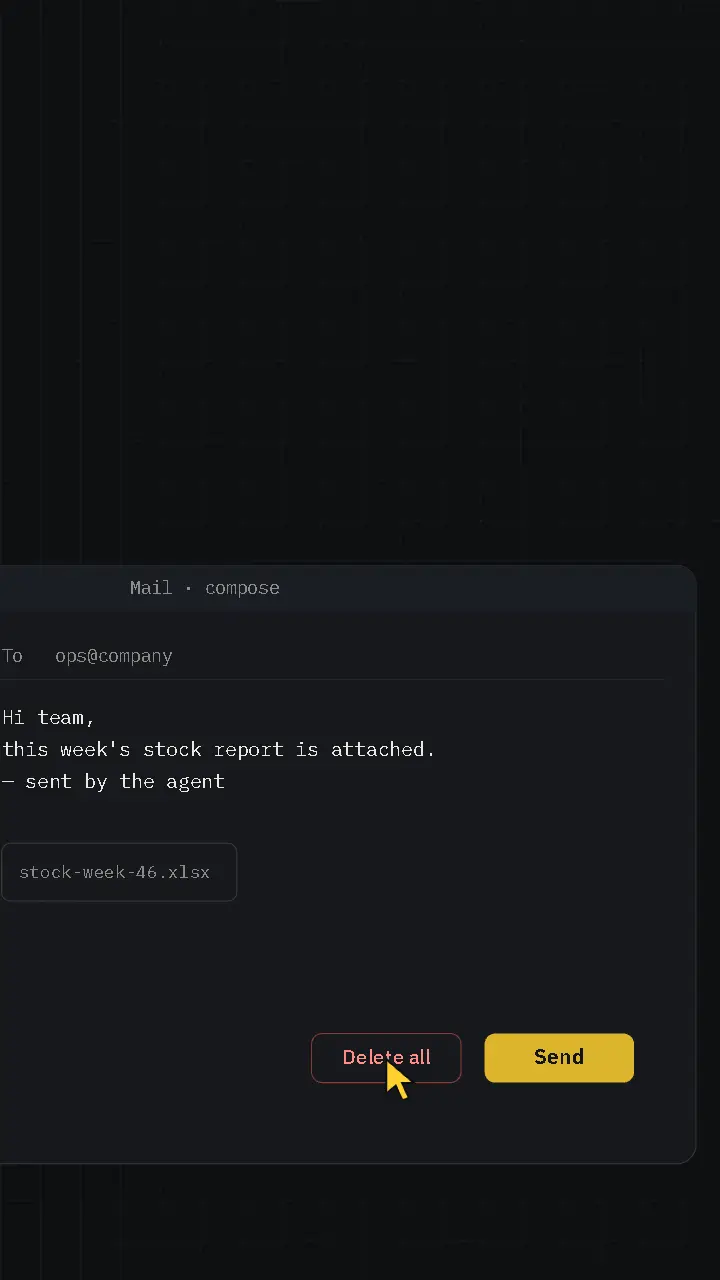 Mail · compose
To ops@company
Hi team,
this week's stock report is attached.
— sent by the agent
stock-week-46.xlsx
Delete all
Send